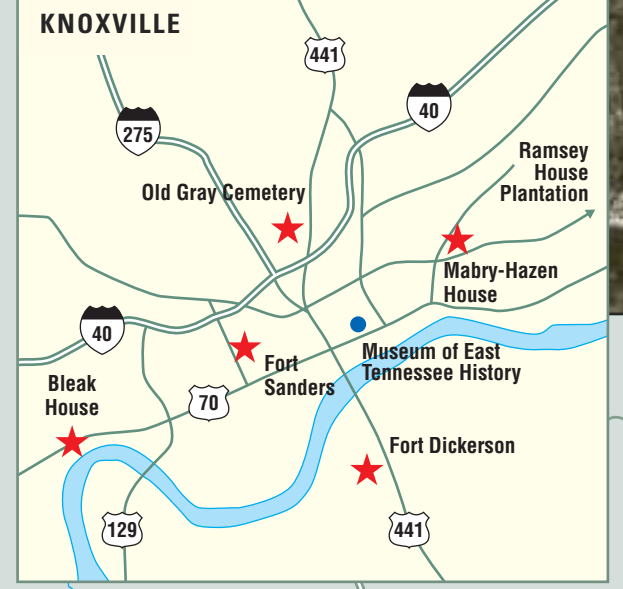 KNOXVILLE
441
40
275
Ramsey
House
Plantation
Old Gray Cemetery
Mabry-Hazen
House
40
Museum of East
Tennessee History
Fort
Sanders
Bleak
House
70
Fort Dickerson
129
441